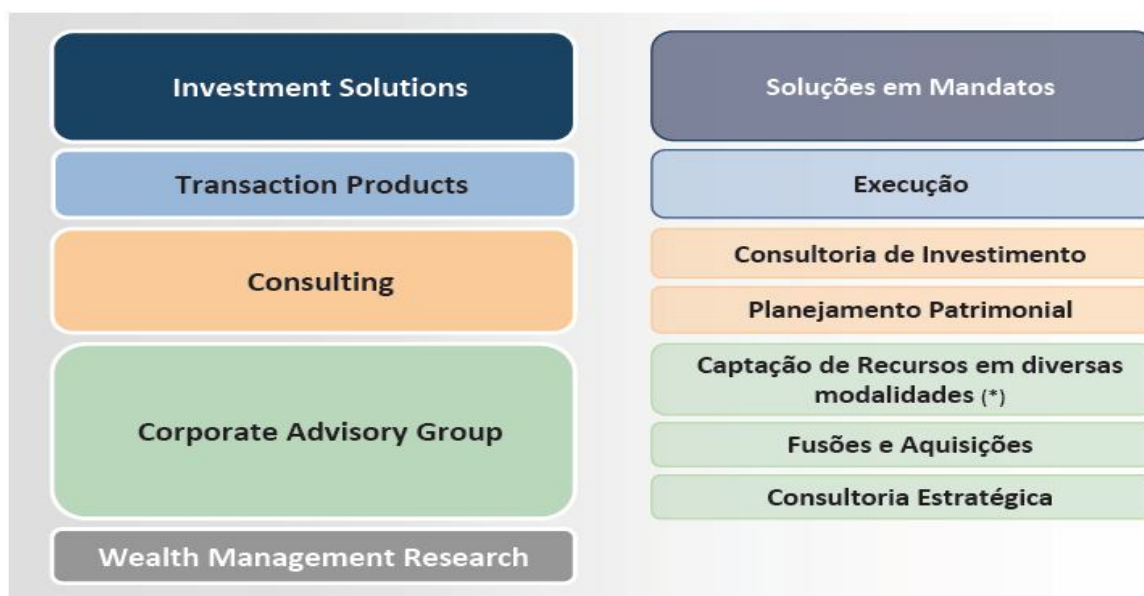 Investment Solutions
Soluções em Mandatos
Transaction Products
Execução
Consulting
Consultoria de Investimento
Planejamento Patrimonial
Corporate Advisory Group
Captação de Recursos em diversas
modalidades (*)
Fusões e Aquisições
Consultoria Estratégica
Wealth Management Research